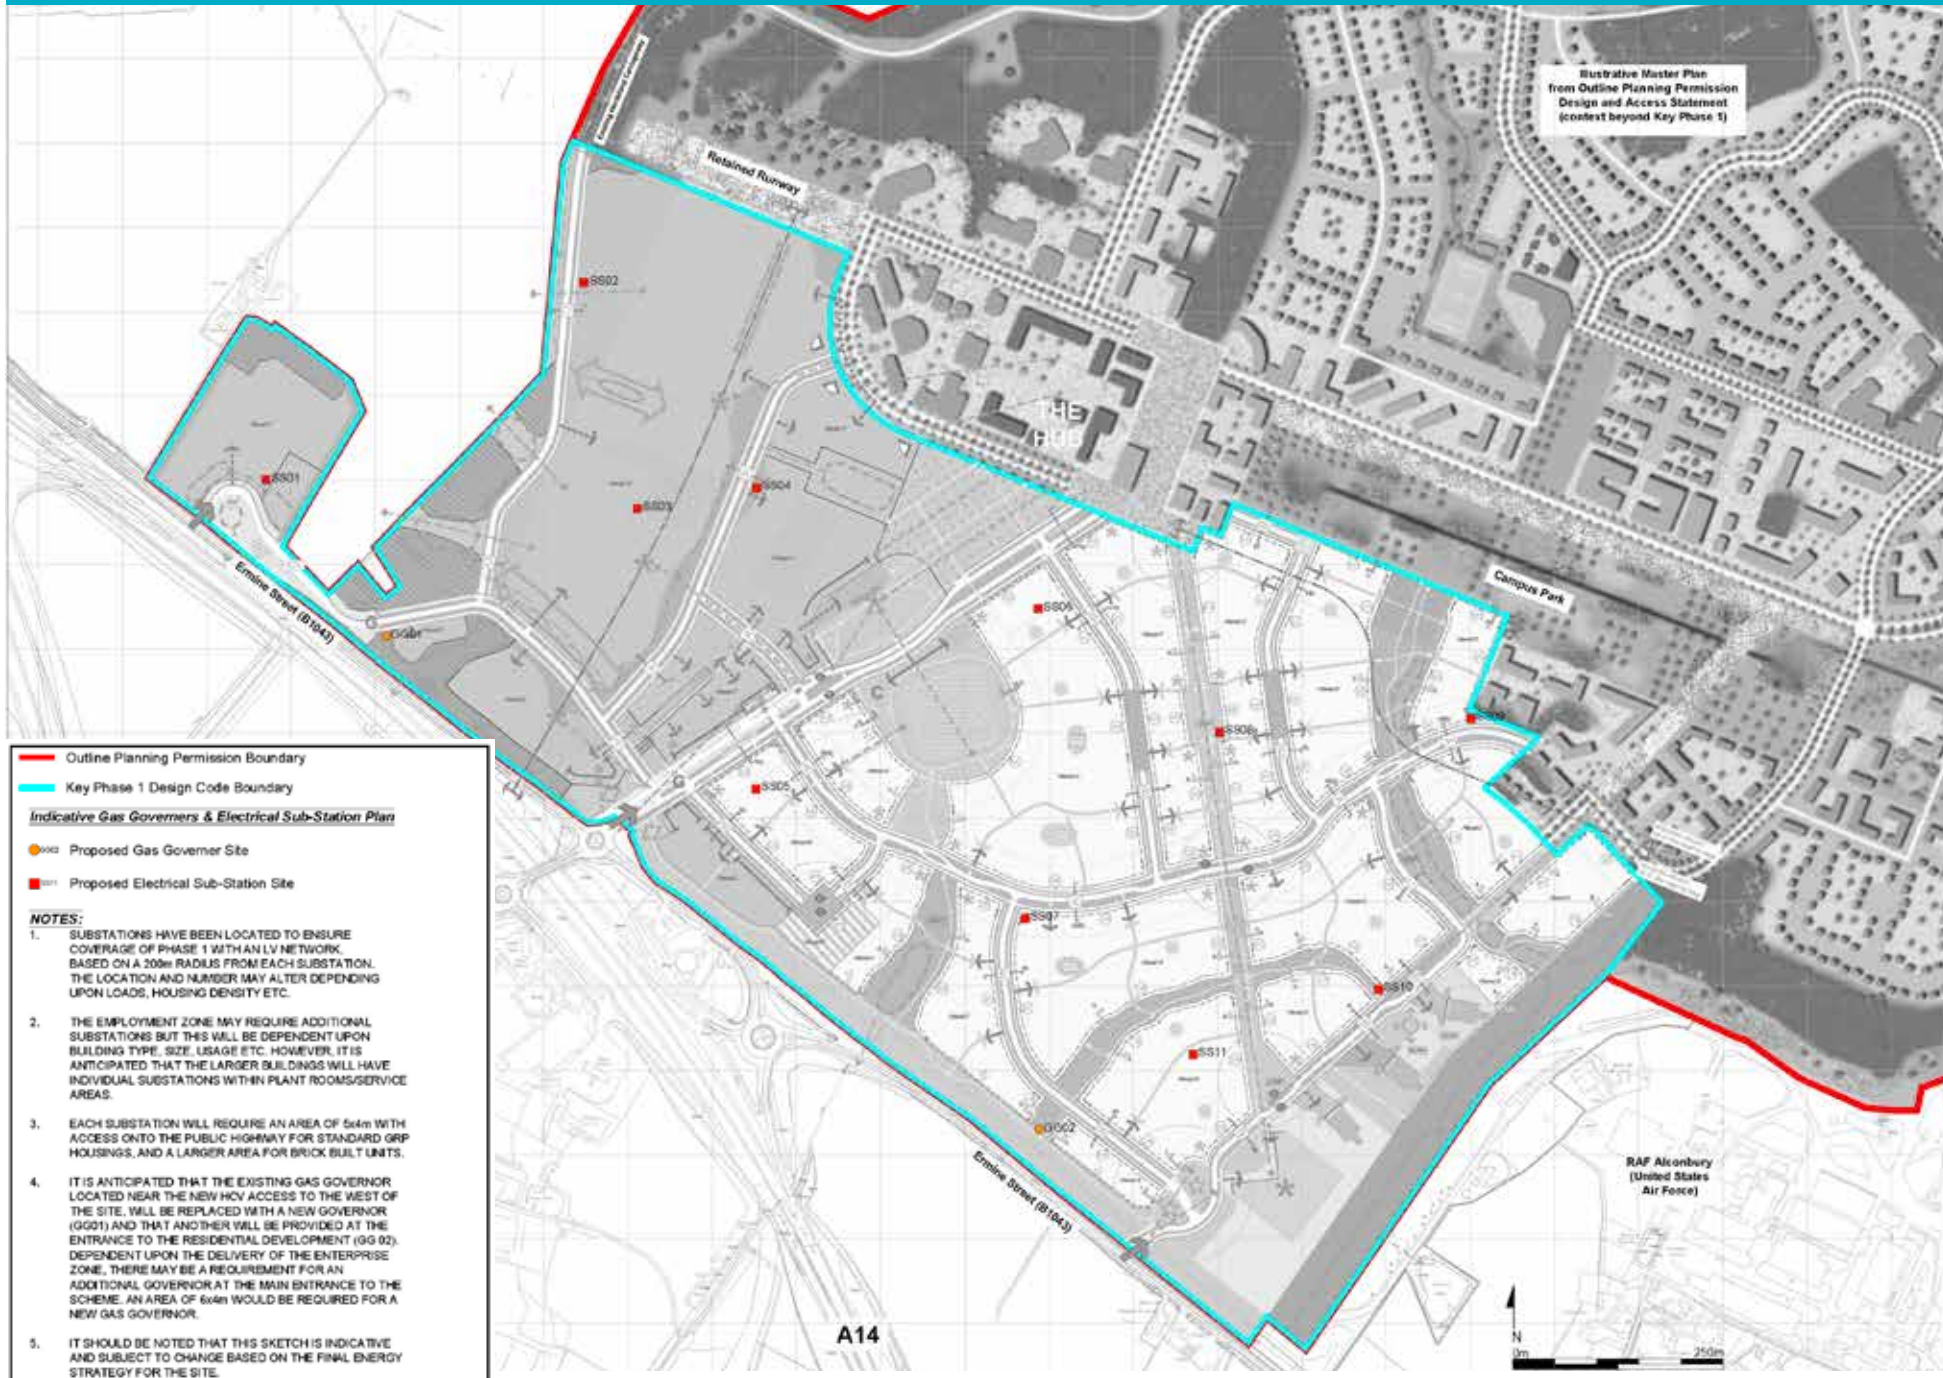 Illustrative Master Plan
from Outline Planning Permission
Design and Access Statement
(context beyond Key Phase 1)
Retained Runway
SS02
THE
HUB
SS01
SS03
SS04
Ermine Street (B1043)
Campus Park
GG01
SS06
SS08
SS05
SS07
SS10
SS11
GG02
Ermine Street (B1043)
RAF Alconbury
(United States
Air Force)
A14
N
0m
250m
Outline Planning Permission Boundary
Key Phase 1 Design Code Boundary
Indicative Gas Governers & Electrical Sub-Station Plan
Proposed Gas Governer Site
Proposed Electrical Sub-Station Site
NOTES:
1. SUBSTATIONS HAVE BEEN LOCATED TO ENSURE
COVERAGE OF PHASE 1 WITH AN LV NETWORK,
BASED ON A 200m RADIUS FROM EACH SUBSTATION.
THE LOCATION AND NUMBER MAY ALTER DEPENDING
UPON LOADS, HOUSING DENSITY ETC.
2. THE EMPLOYMENT ZONE MAY REQUIRE ADDITIONAL
SUBSTATIONS BUT THIS WILL BE DEPENDENT UPON
BUILDING TYPE, SIZE, USAGE ETC. HOWEVER, IT IS
ANTICIPATED THAT THE LARGER BUILDINGS WILL HAVE
INDIVIDUAL SUBSTATIONS WITHIN PLANT ROOMS/SERVICE
AREAS.
3. EACH SUBSTATION WILL REQUIRE AN AREA OF 5x4m WITH
ACCESS ONTO THE PUBLIC HIGHWAY FOR STANDARD GRP
HOUSINGS, AND A LARGER AREA FOR BRICK BUILT UNITS.
4. IT IS ANTICIPATED THAT THE EXISTING GAS GOVERNOR
LOCATED NEAR THE NEW HCV ACCESS TO THE WEST OF
THE SITE, WILL BE REPLACED WITH A NEW GOVERNOR
(GG01) AND THAT ANOTHER WILL BE PROVIDED AT THE
ENTRANCE TO THE RESIDENTIAL DEVELOPMENT (GG 02).
DEPENDENT UPON THE DELIVERY OF THE ENTERPRISE
ZONE, THERE MAY BE A REQUIREMENT FOR AN
ADDITIONAL GOVERNOR AT THE MAIN ENTRANCE TO THE
SCHEME. AN AREA OF 6x4m WOULD BE REQUIRED FOR A
NEW GAS GOVERNOR.
5. IT SHOULD BE NOTED THAT THIS SKETCH IS INDICATIVE
AND SUBJECT TO CHANGE BASED ON THE FINAL ENERGY
STRATEGY FOR THE SITE.